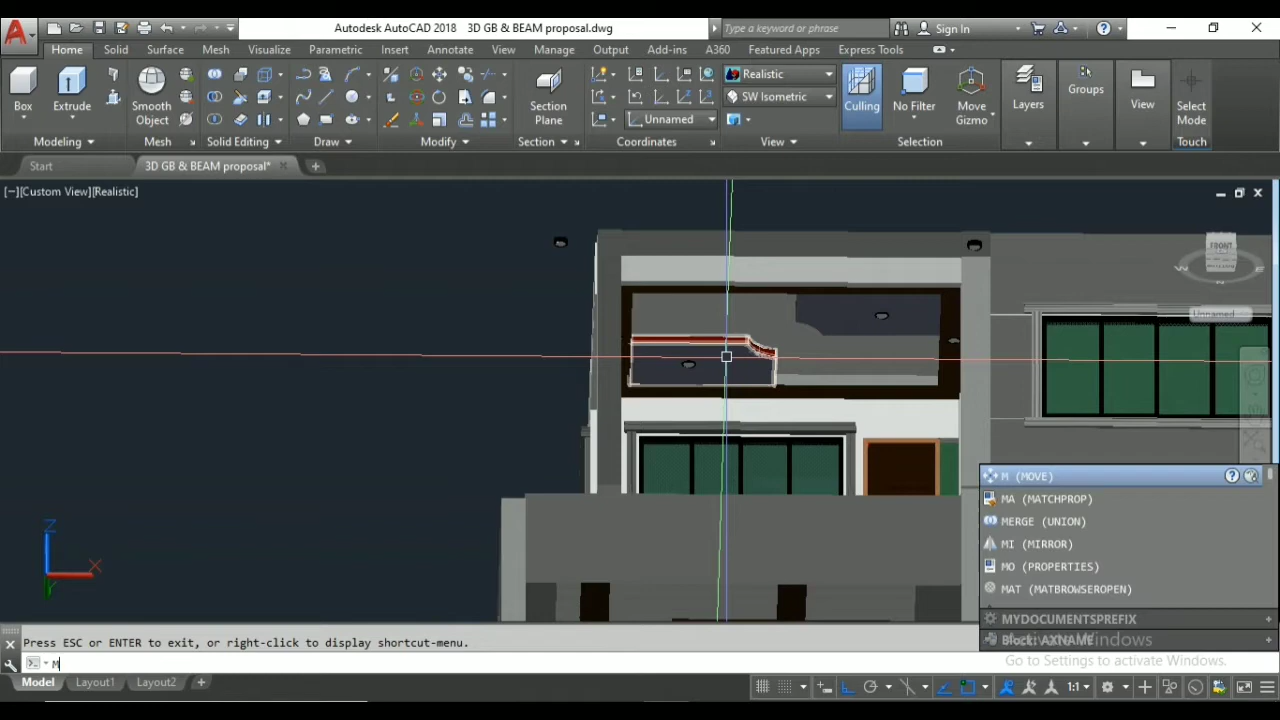 Autodesk AutoCAD 2018 3D GB & BEAM proposal.dwg
Type a keyword or phrase
Sign In
Home Solid Surface Mesh Visualize Parametric Insert Annotate View Manage Output Add-ins A360 Featured Apps Express Tools
Box
Extrude
Smooth
Object
Section
Plane
Unnamed
Realistic
SW Isometric
Culling
No Filter
Move
Gizmo
Layers
Groups
View
Select
Mode
Modeling
Mesh
Solid Editing
Draw
Modify
Section
Coordinates
View
Selection
Touch
Start
3D GB & BEAM proposal*
[−][Custom View][Realistic]
FRONT
W
E
Unnamed
M (MOVE)
MA (MATCHPROP)
MERGE (UNION)
MI (MIRROR)
MO (PROPERTIES)
MAT (MATBROWSEROPEN)
MYDOCUMENTSPREFIX
Block: AXNAME
Activate Windows
Go to Settings to activate Windows.
Z
X
Y
Press ESC or ENTER to exit, or right-click to display shortcut-menu.
M
Model Layout1 Layout2
1:1